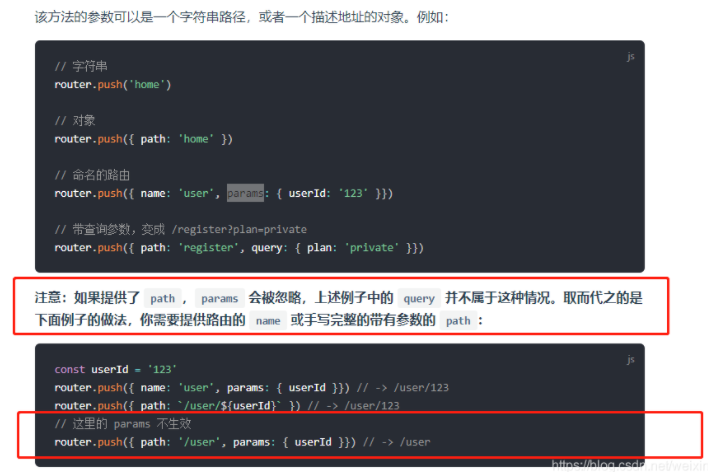 该方法的参数可以是一个字符串路径，或者一个描述地址的对象。例如：
js
// 字符串
router.push('home')
// 对象
router.push({ path: 'home' })
// 命名的路由
router.push({ name: 'user', params: { userId: '123' }})
// 带查询参数，变成 /register?plan=private
router.push({ path: 'register', query: { plan: 'private' }})
注意：如果提供了 path，params 会被忽略，上述例子中的 query 并不属于这种情况。取而代之的是
下面例子的做法，你需要提供路由的 name 或手写完整的带有参数的 path：
js
const userId = '123'
router.push({ name: 'user', params: { userId }}) // -> /user/123
router.push({ path: `/user/${userId}` }) // -> /user/123
// 这里的 params 不生效
router.push({ path: '/user', params: { userId }}) // -> /user
https://blog.csdn.net/weixin